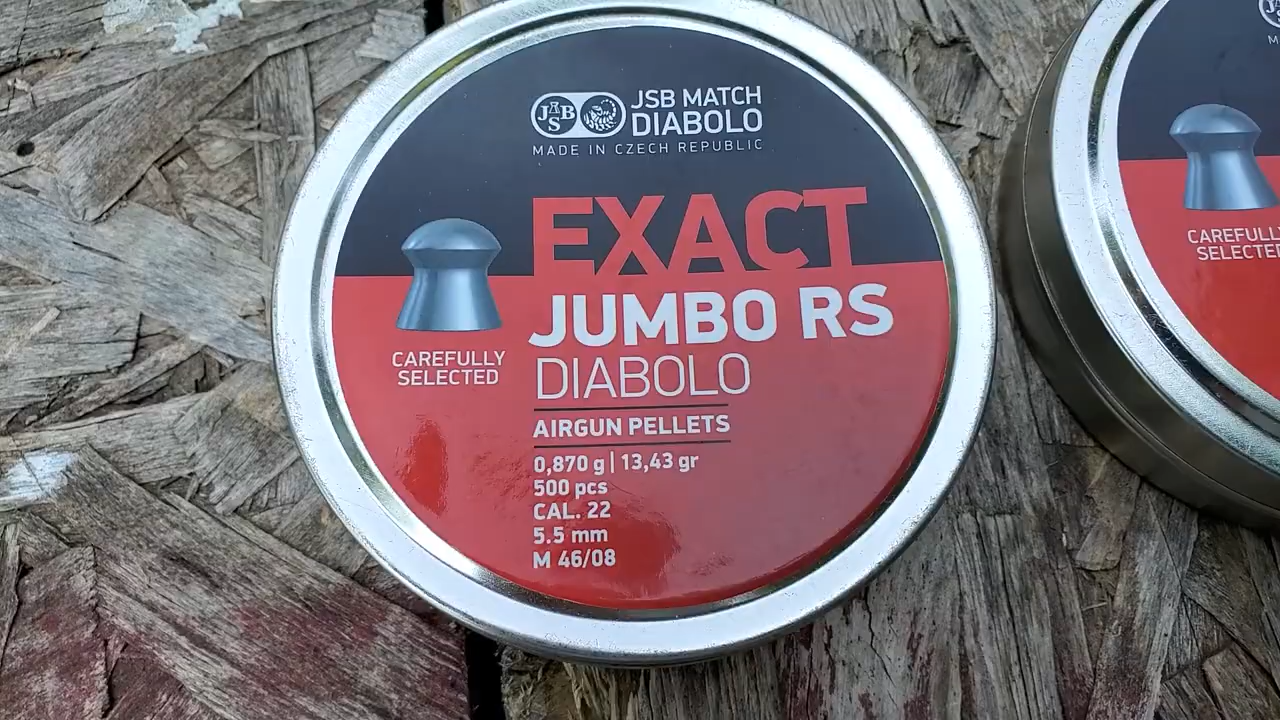 JSB
JSB MATCH
DIABOLO
MADE IN CZECH REPUBLIC
EXACT
JUMBO RS
DIABOLO
AIRGUN PELLETS
0,870 g | 13,43 gr
500 pcs
CAL. 22
5.5 mm
M 46/08
CAREFULLY
SELECTED
CAREFULLY
SELECTED